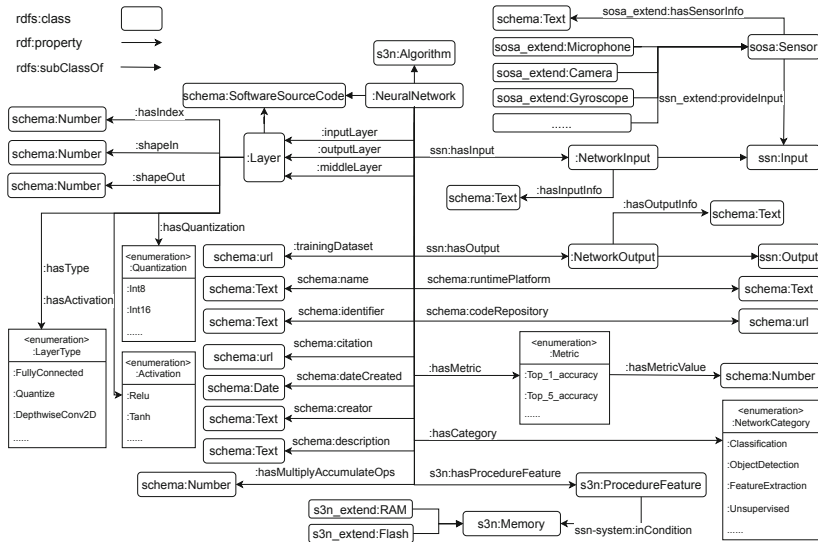 rdfs:class
rdf:property
rdfs:subClassOf
s3n:Algorithm
schema:SoftwareSourceCode
:NeuralNetwork
schema:Text
sosa_extend:hasSensorInfo
sosa_extend:Microphone
sosa:Sensor
sosa_extend:Camera
sosa_extend:Gyroscope
ssn_extend:provideInput
......
schema:Number
:hasIndex
schema:Number
:shapeIn
schema:Number
:shapeOut
:Layer
:inputLayer
:outputLayer
:middleLayer
ssn:hasInput
:NetworkInput
ssn:Input
:hasInputInfo
schema:Text
:hasOutputInfo
schema:Text
:hasQuantization
:hasType
:hasActivation
<enumeration>
:Quantization
:Int8
:Int16
......
schema:url
:trainingDataset
ssn:hasOutput
:NetworkOutput
ssn:Output
schema:Text
schema:name
schema:runtimePlatform
schema:Text
schema:Text
schema:identifier
schema:codeRepository
schema:url
<enumeration>
:LayerType
:FullyConnected
:Quantize
:DepthwiseConv2D
......
<enumeration>
:Activation
:Relu
:Tanh
......
schema:url
schema:citation
schema:Date
schema:dateCreated
schema:Text
schema:creator
schema:Text
schema:description
:hasMetric
<enumeration>
:Metric
:Top_1_accuracy
:Top_5_accuracy
......
:hasMetricValue
schema:Number
:hasCategory
<enumeration>
:NetworkCategory
:Classification
:ObjectDetection
:FeatureExtraction
:Unsupervised
......
schema:Number
:hasMultiplyAccumulateOps
s3n:hasProcedureFeature
s3n:ProcedureFeature
s3n_extend:RAM
s3n_extend:Flash
s3n:Memory
ssn-system:inCondition